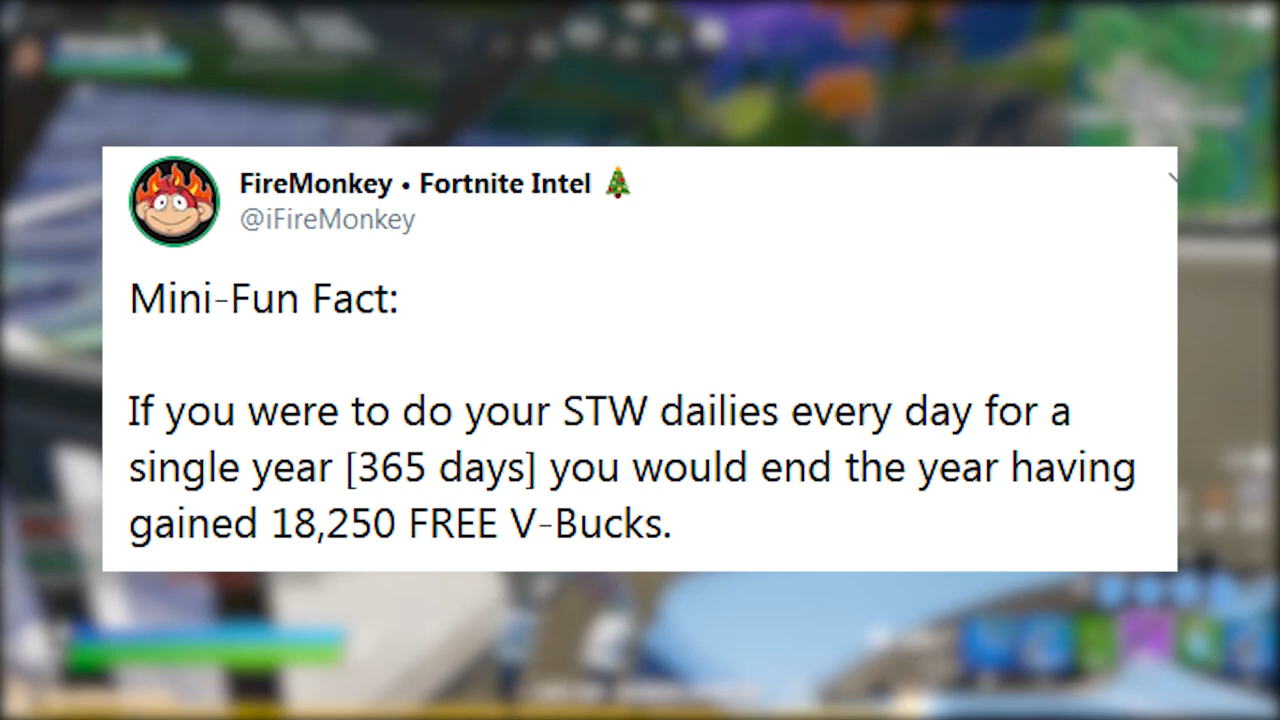 FireMonkey • Fortnite Intel 🎄
@iFireMonkey
Mini-Fun Fact:
If you were to do your STW dailies every day for a
single year [365 days] you would end the year having
gained 18,250 FREE V-Bucks.